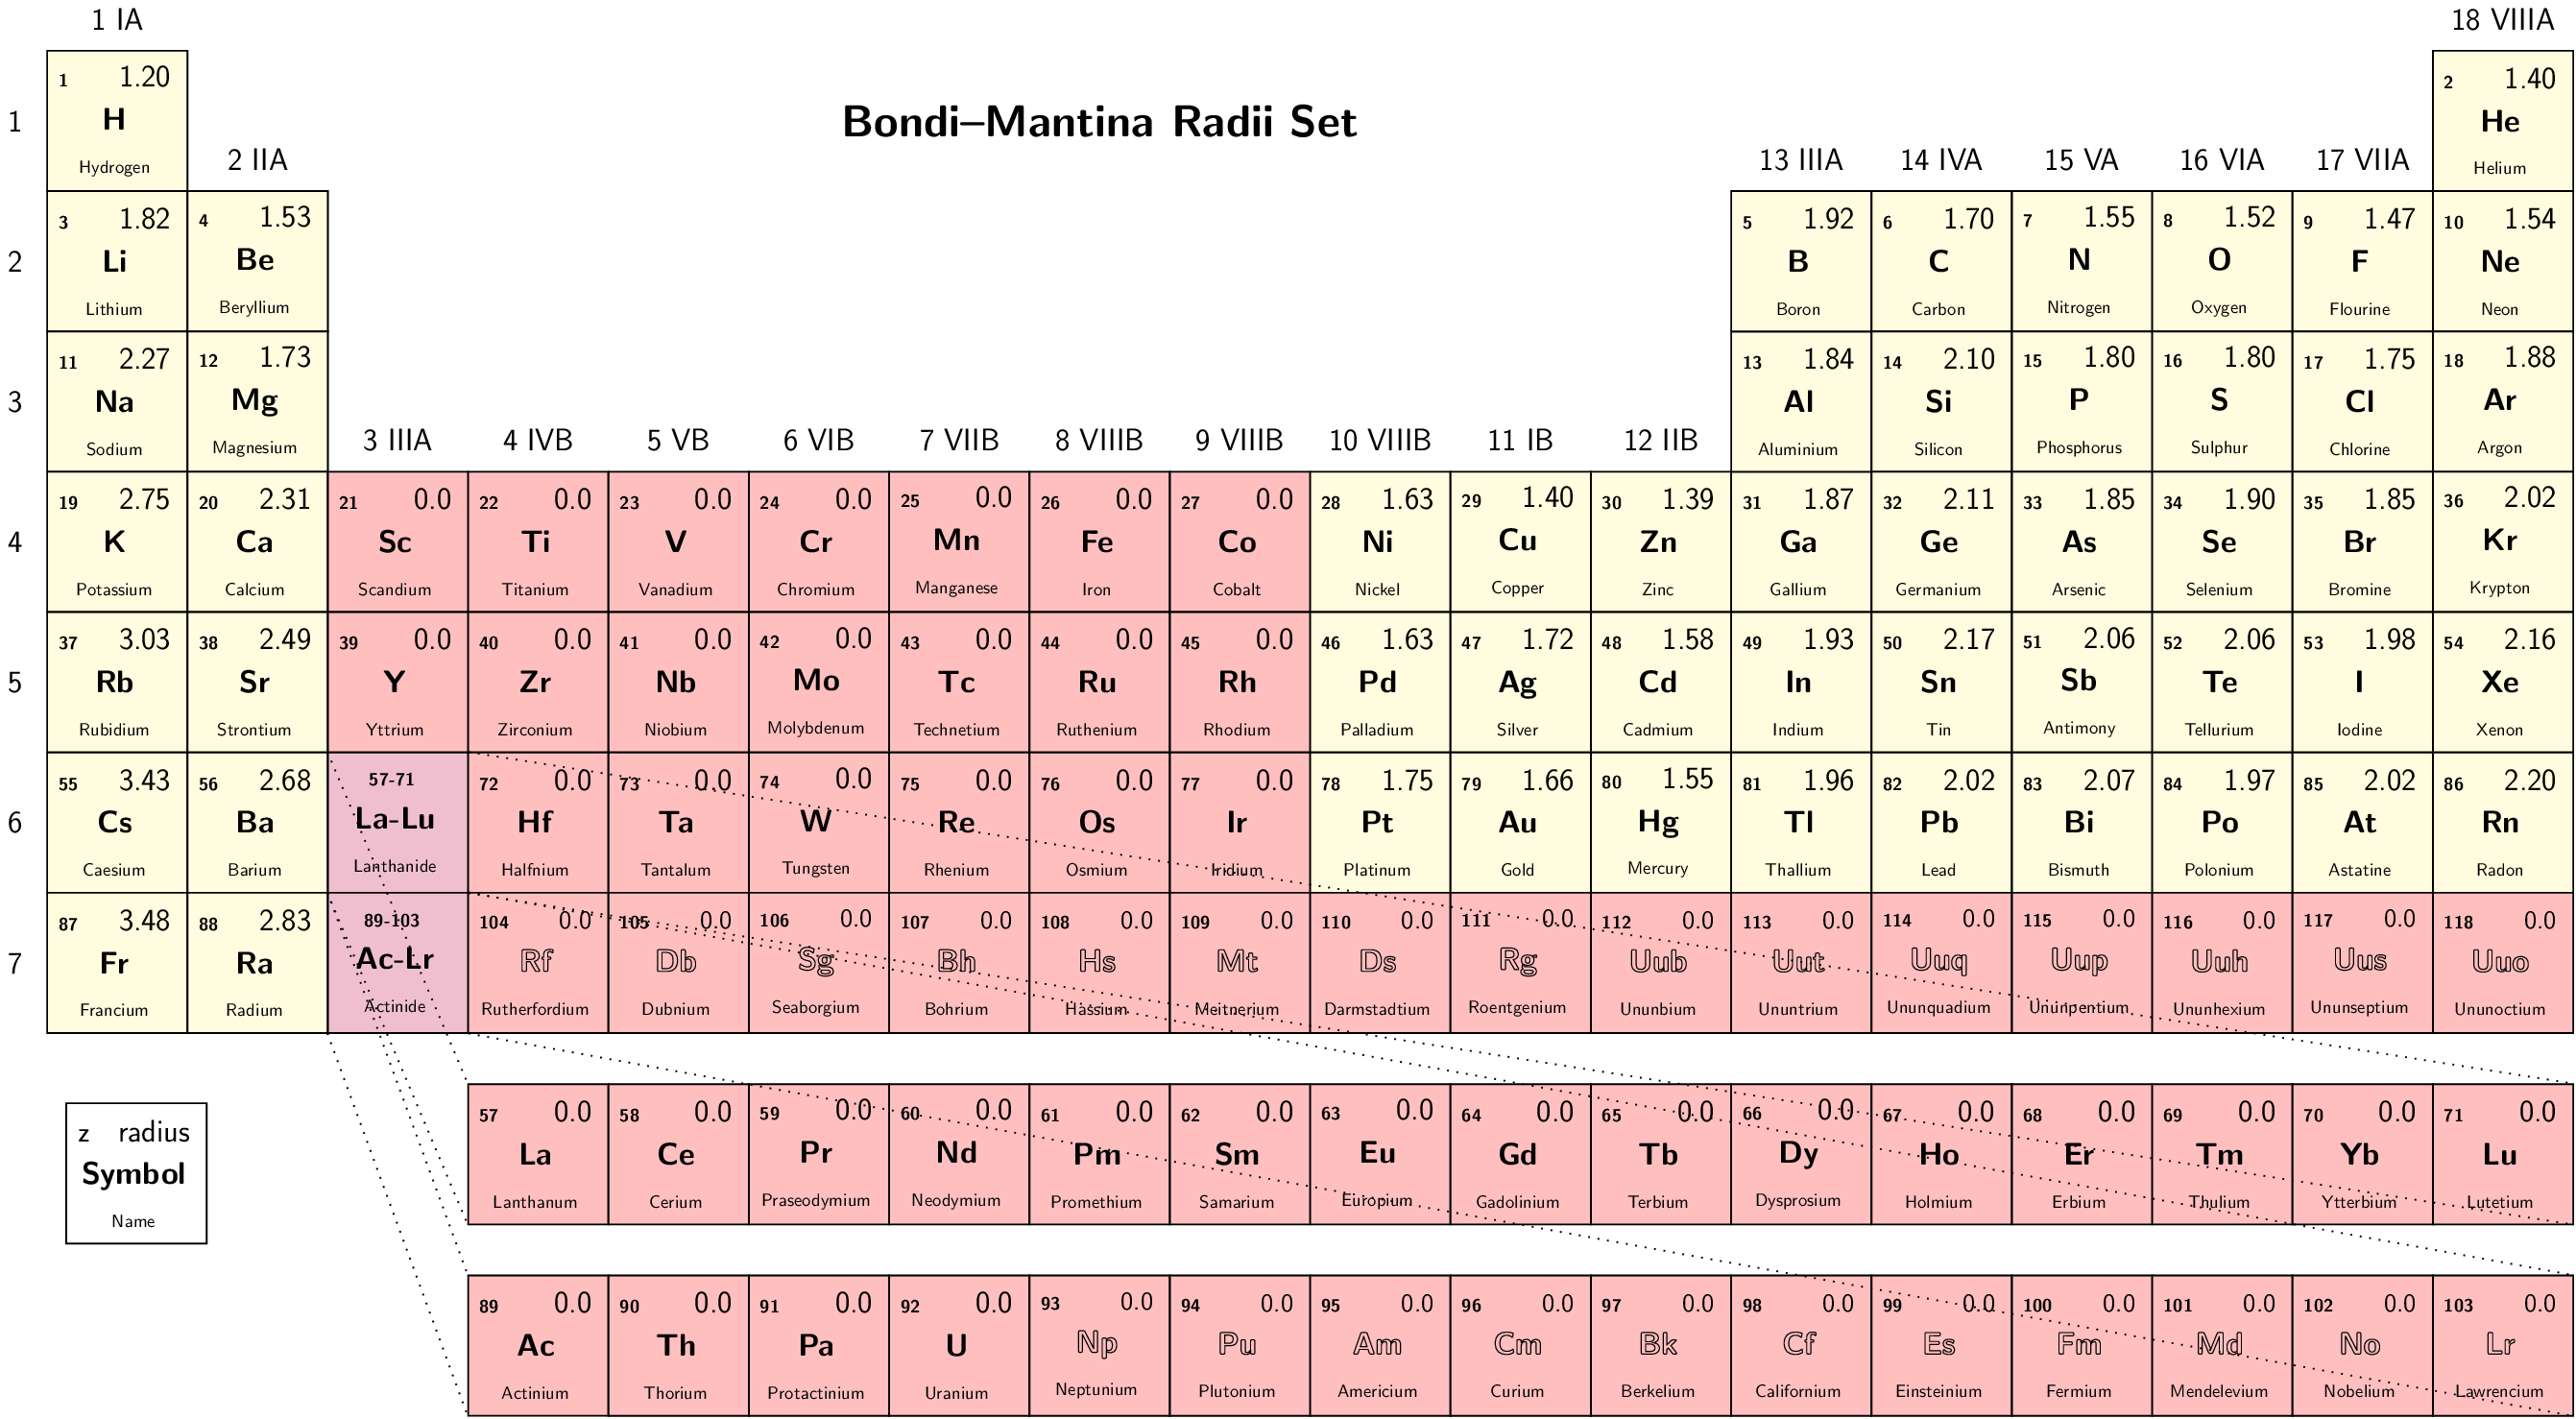 1 IA
18 VIIIA
1 1.20 2 1.40
1 H Bondi–Mantina Radii Set He
Hydrogen 2 IIA 13 IIIA 14 IVA 15 VA 16 VIA 17 VIIA Helium
3 1.82 4 1.53 5 1.92 6 1.70 7 1.55 8 1.52 9 1.47 10 1.54
2 Li Be B C N O F Ne
Lithium Beryllium Boron Carbon Nitrogen Oxygen Flourine Neon
11 2.27 12 1.73 13 1.84 14 2.10 15 1.80 16 1.80 17 1.75 18 1.88
3 Na Mg Al Si P S Cl Ar
3 IIIA 4 IVB 5 VB 6 VIB 7 VIIB 8 VIIIB 9 VIIIB 10 VIIIB 11 IB 12 IIB
Sodium Magnesium Aluminium Silicon Phosphorus Sulphur Chlorine Argon
19 2.75 20 2.31 21 0.0 22 0.0 23 0.0 24 0.0 25 0.0 26 0.0 27 0.0 28 1.63 29 1.40 30 1.39 31 1.87 32 2.11 33 1.85 34 1.90 35 1.85 36 2.02
4 K Ca Sc Ti V Cr Mn Fe Co Ni Cu Zn Ga Ge As Se Br Kr
Potassium Calcium Scandium Titanium Vanadium Chromium Manganese Iron Cobalt Nickel Copper Zinc Gallium Germanium Arsenic Selenium Bromine Krypton
37 3.03 38 2.49 39 0.0 40 0.0 41 0.0 42 0.0 43 0.0 44 0.0 45 0.0 46 1.63 47 1.72 48 1.58 49 1.93 50 2.17 51 2.06 52 2.06 53 1.98 54 2.16
5 Rb Sr Y Zr Nb Mo Tc Ru Rh Pd Ag Cd In Sn Sb Te I Xe
Rubidium Strontium Yttrium Zirconium Niobium Molybdenum Technetium Ruthenium Rhodium Palladium Silver Cadmium Indium Tin Antimony Tellurium Iodine Xenon
55 3.43 56 2.68 57-71 72 0.0 73 0.0 74 0.0 75 0.0 76 0.0 77 0.0 78 1.75 79 1.66 80 1.55 81 1.96 82 2.02 83 2.07 84 1.97 85 2.02 86 2.20
6 Cs Ba La-Lu Hf Ta W Re Os Ir Pt Au Hg Tl Pb Bi Po At Rn
Caesium Barium Lanthanide Halfnium Tantalum Tungsten Rhenium Osmium Iridium Platinum Gold Mercury Thallium Lead Bismuth Polonium Astatine Radon
87 3.48 88 2.83 89-103 104 0.0 105 0.0 106 0.0 107 0.0 108 0.0 109 0.0 110 0.0 111 0.0 112 0.0 113 0.0 114 0.0 115 0.0 116 0.0 117 0.0 118 0.0
7 Fr Ra Ac-Lr Rf Db Sg Bh Hs Mt Ds Rg Uub Uut Uuq Uup Uuh Uus Uuo
Francium Radium Actinide Rutherfordium Dubnium Seaborgium Bohrium Hassium Meitnerium Darmstadtium Roentgenium Ununbium Ununtrium Ununquadium Ununpentium Ununhexium Ununseptium Ununoctium
57 0.0 58 0.0 59 0.0 60 0.0 61 0.0 62 0.0 63 0.0 64 0.0 65 0.0 66 0.0 67 0.0 68 0.0 69 0.0 70 0.0 71 0.0
La Ce Pr Nd Pm Sm Eu Gd Tb Dy Ho Er Tm Yb Lu
Lanthanum Cerium Praseodymium Neodymium Promethium Samarium Europium Gadolinium Terbium Dysprosium Holmium Erbium Thulium Ytterbium Lutetium
z radius
Symbol
Name
89 0.0 90 0.0 91 0.0 92 0.0 93 0.0 94 0.0 95 0.0 96 0.0 97 0.0 98 0.0 99 0.0 100 0.0 101 0.0 102 0.0 103 0.0
Ac Th Pa U Np Pu Am Cm Bk Cf Es Fm Md No Lr
Actinium Thorium Protactinium Uranium Neptunium Plutonium Americium Curium Berkelium Californium Einsteinium Fermium Mendelevium Nobelium Lawrencium